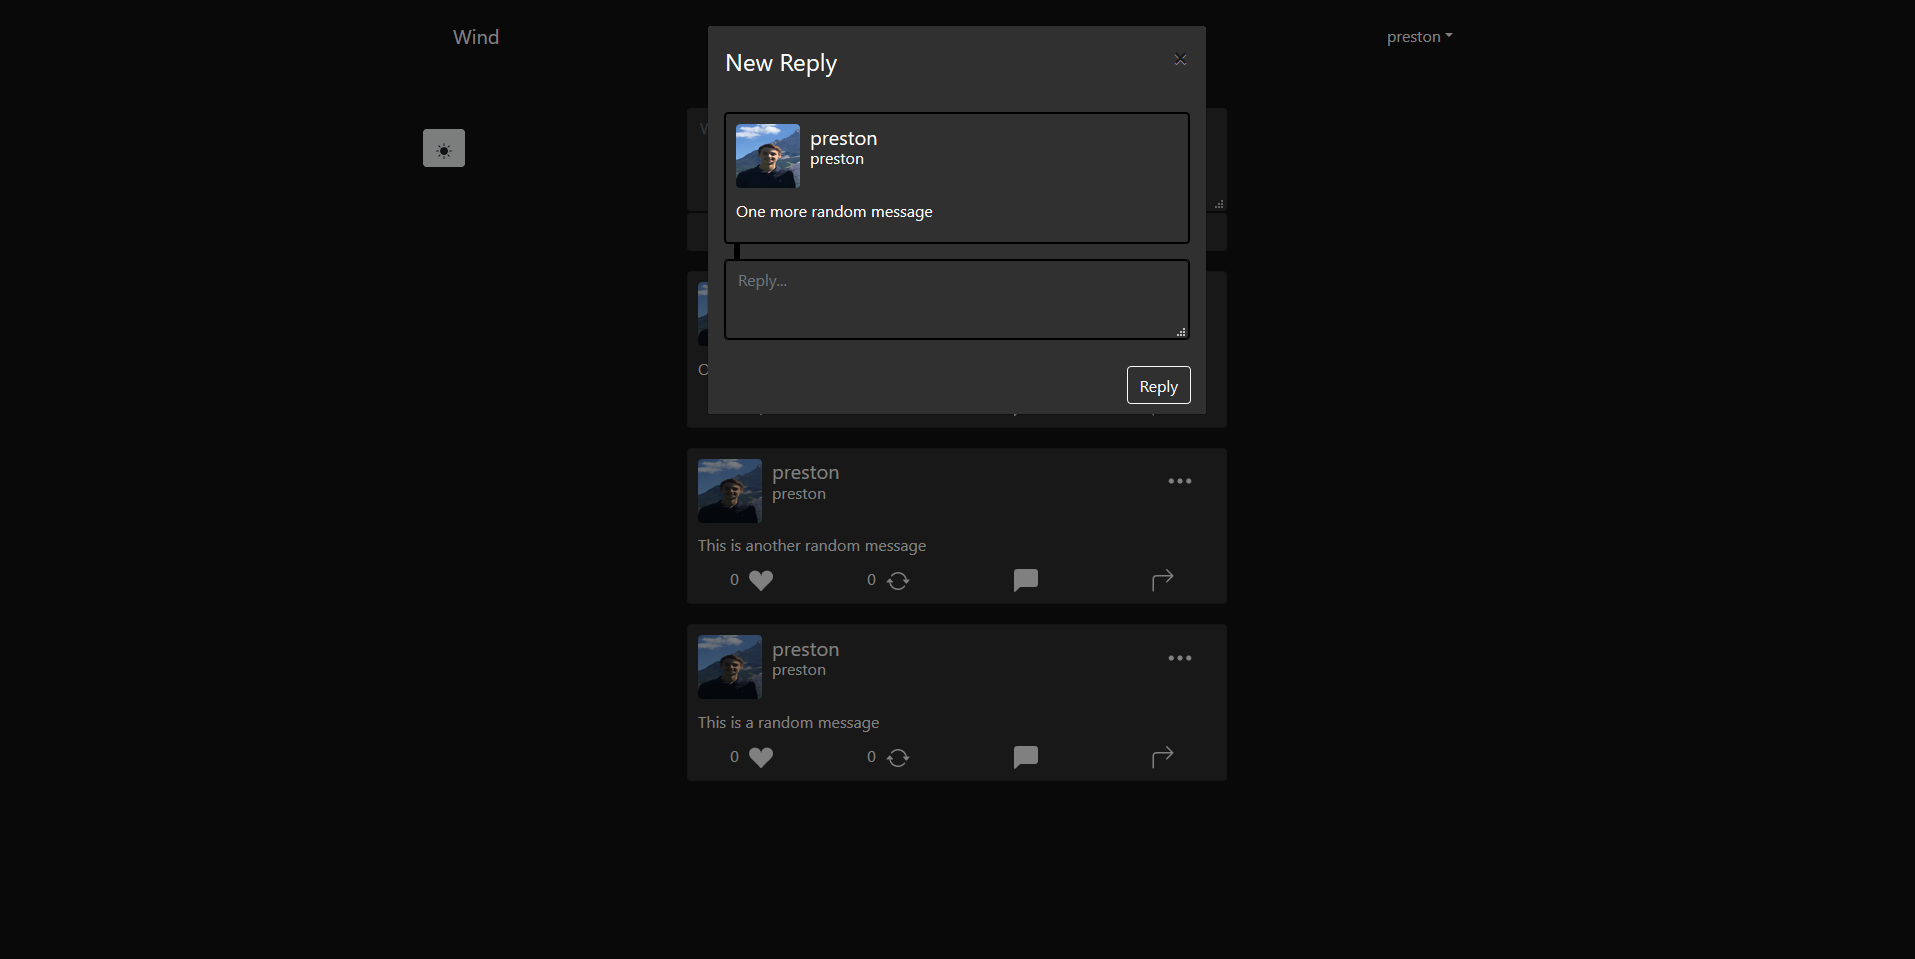 Wind
preston
New Reply
×
W
preston
preston
One more random message
Reply...
O
Reply
preston
preston
This is another random message
0
0
preston
preston
This is a random message
0
0